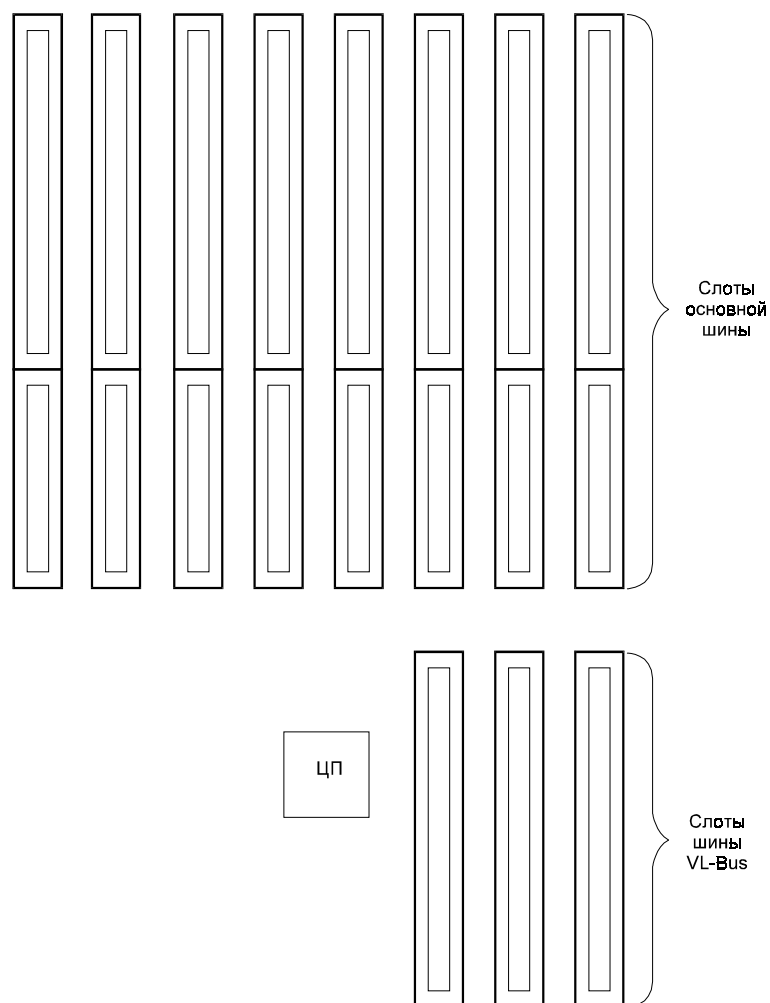 Слоты
основной
шины
ЦП
Слоты
шины
VL-Bus